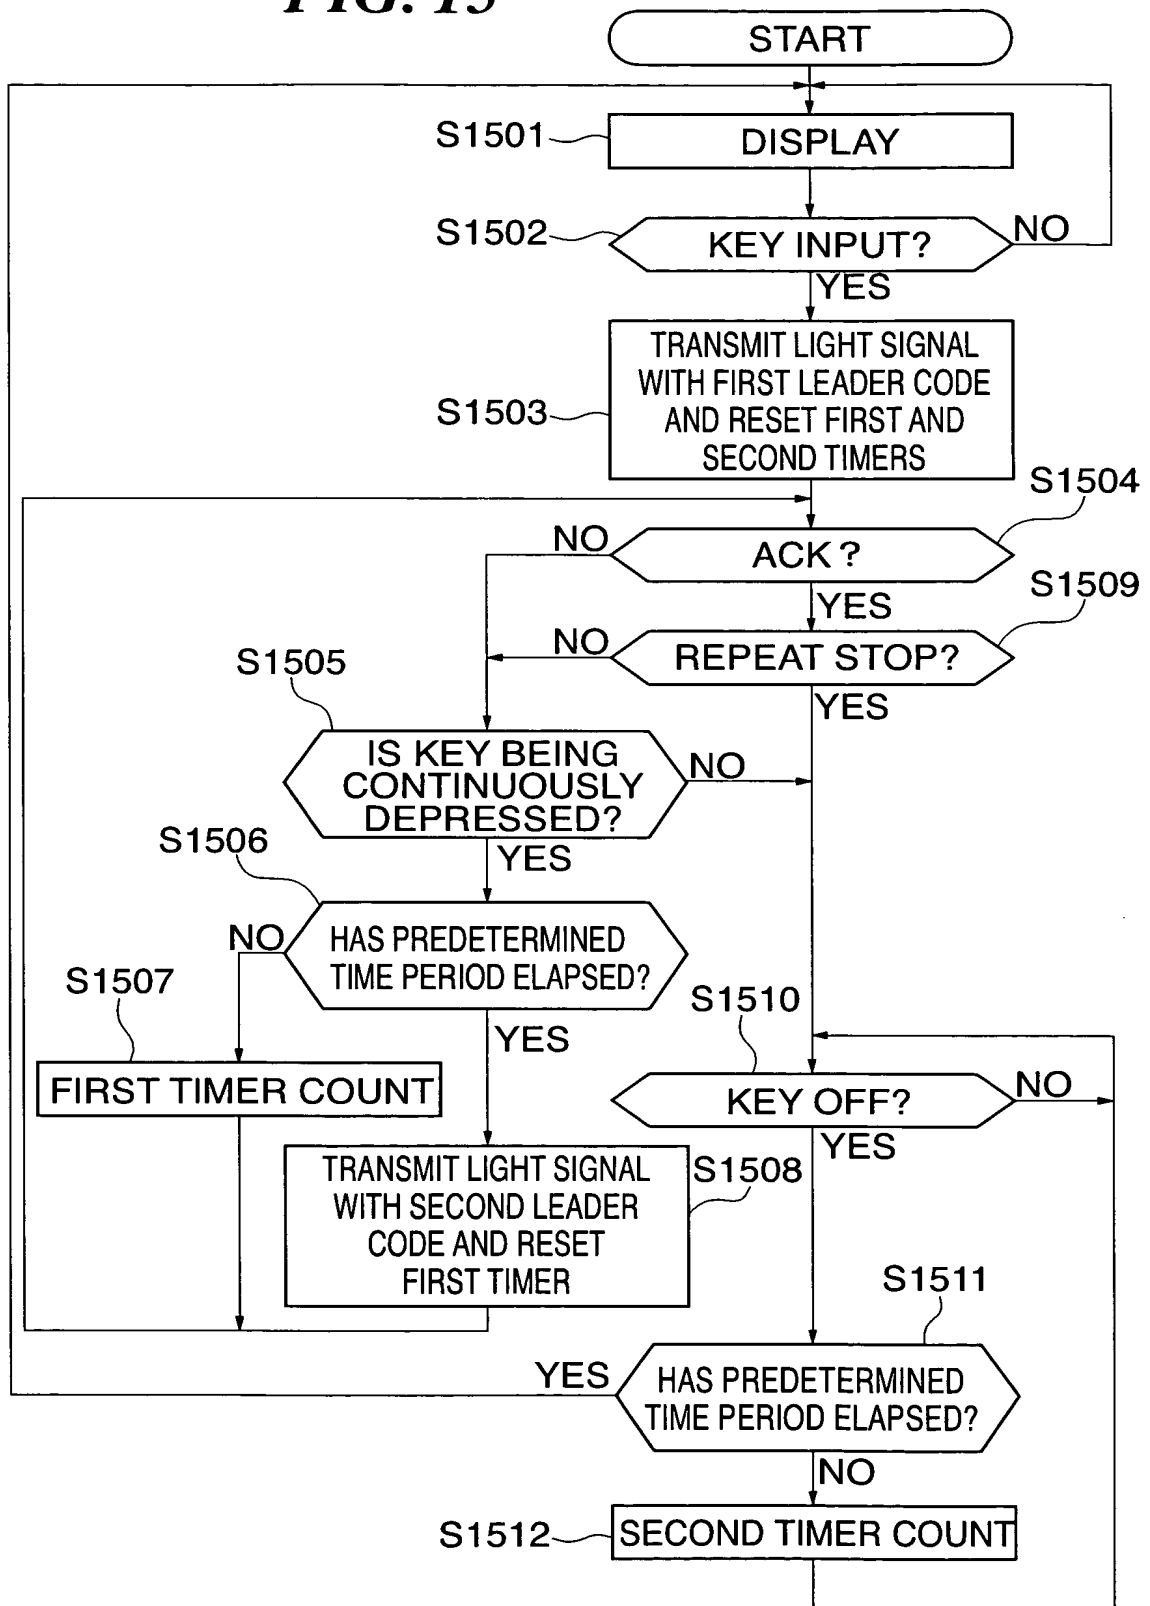 FIG. 15
START
S1501
DISPLAY
S1502
KEY INPUT?
NO
YES
S1503
TRANSMIT LIGHT SIGNAL
WITH FIRST LEADER CODE
AND RESET FIRST AND
SECOND TIMERS
S1504
NO
ACK?
YES
S1509
NO
REPEAT STOP?
YES
S1505
IS KEY BEING
CONTINUOUSLY
DEPRESSED?
NO
YES
S1506
HAS PREDETERMINED
TIME PERIOD ELAPSED?
NO
YES
S1507
FIRST TIMER COUNT
S1510
KEY OFF?
NO
YES
TRANSMIT LIGHT SIGNAL
WITH SECOND LEADER
CODE AND RESET
FIRST TIMER
S1508
S1511
YES
HAS PREDETERMINED
TIME PERIOD ELAPSED?
NO
S1512
SECOND TIMER COUNT